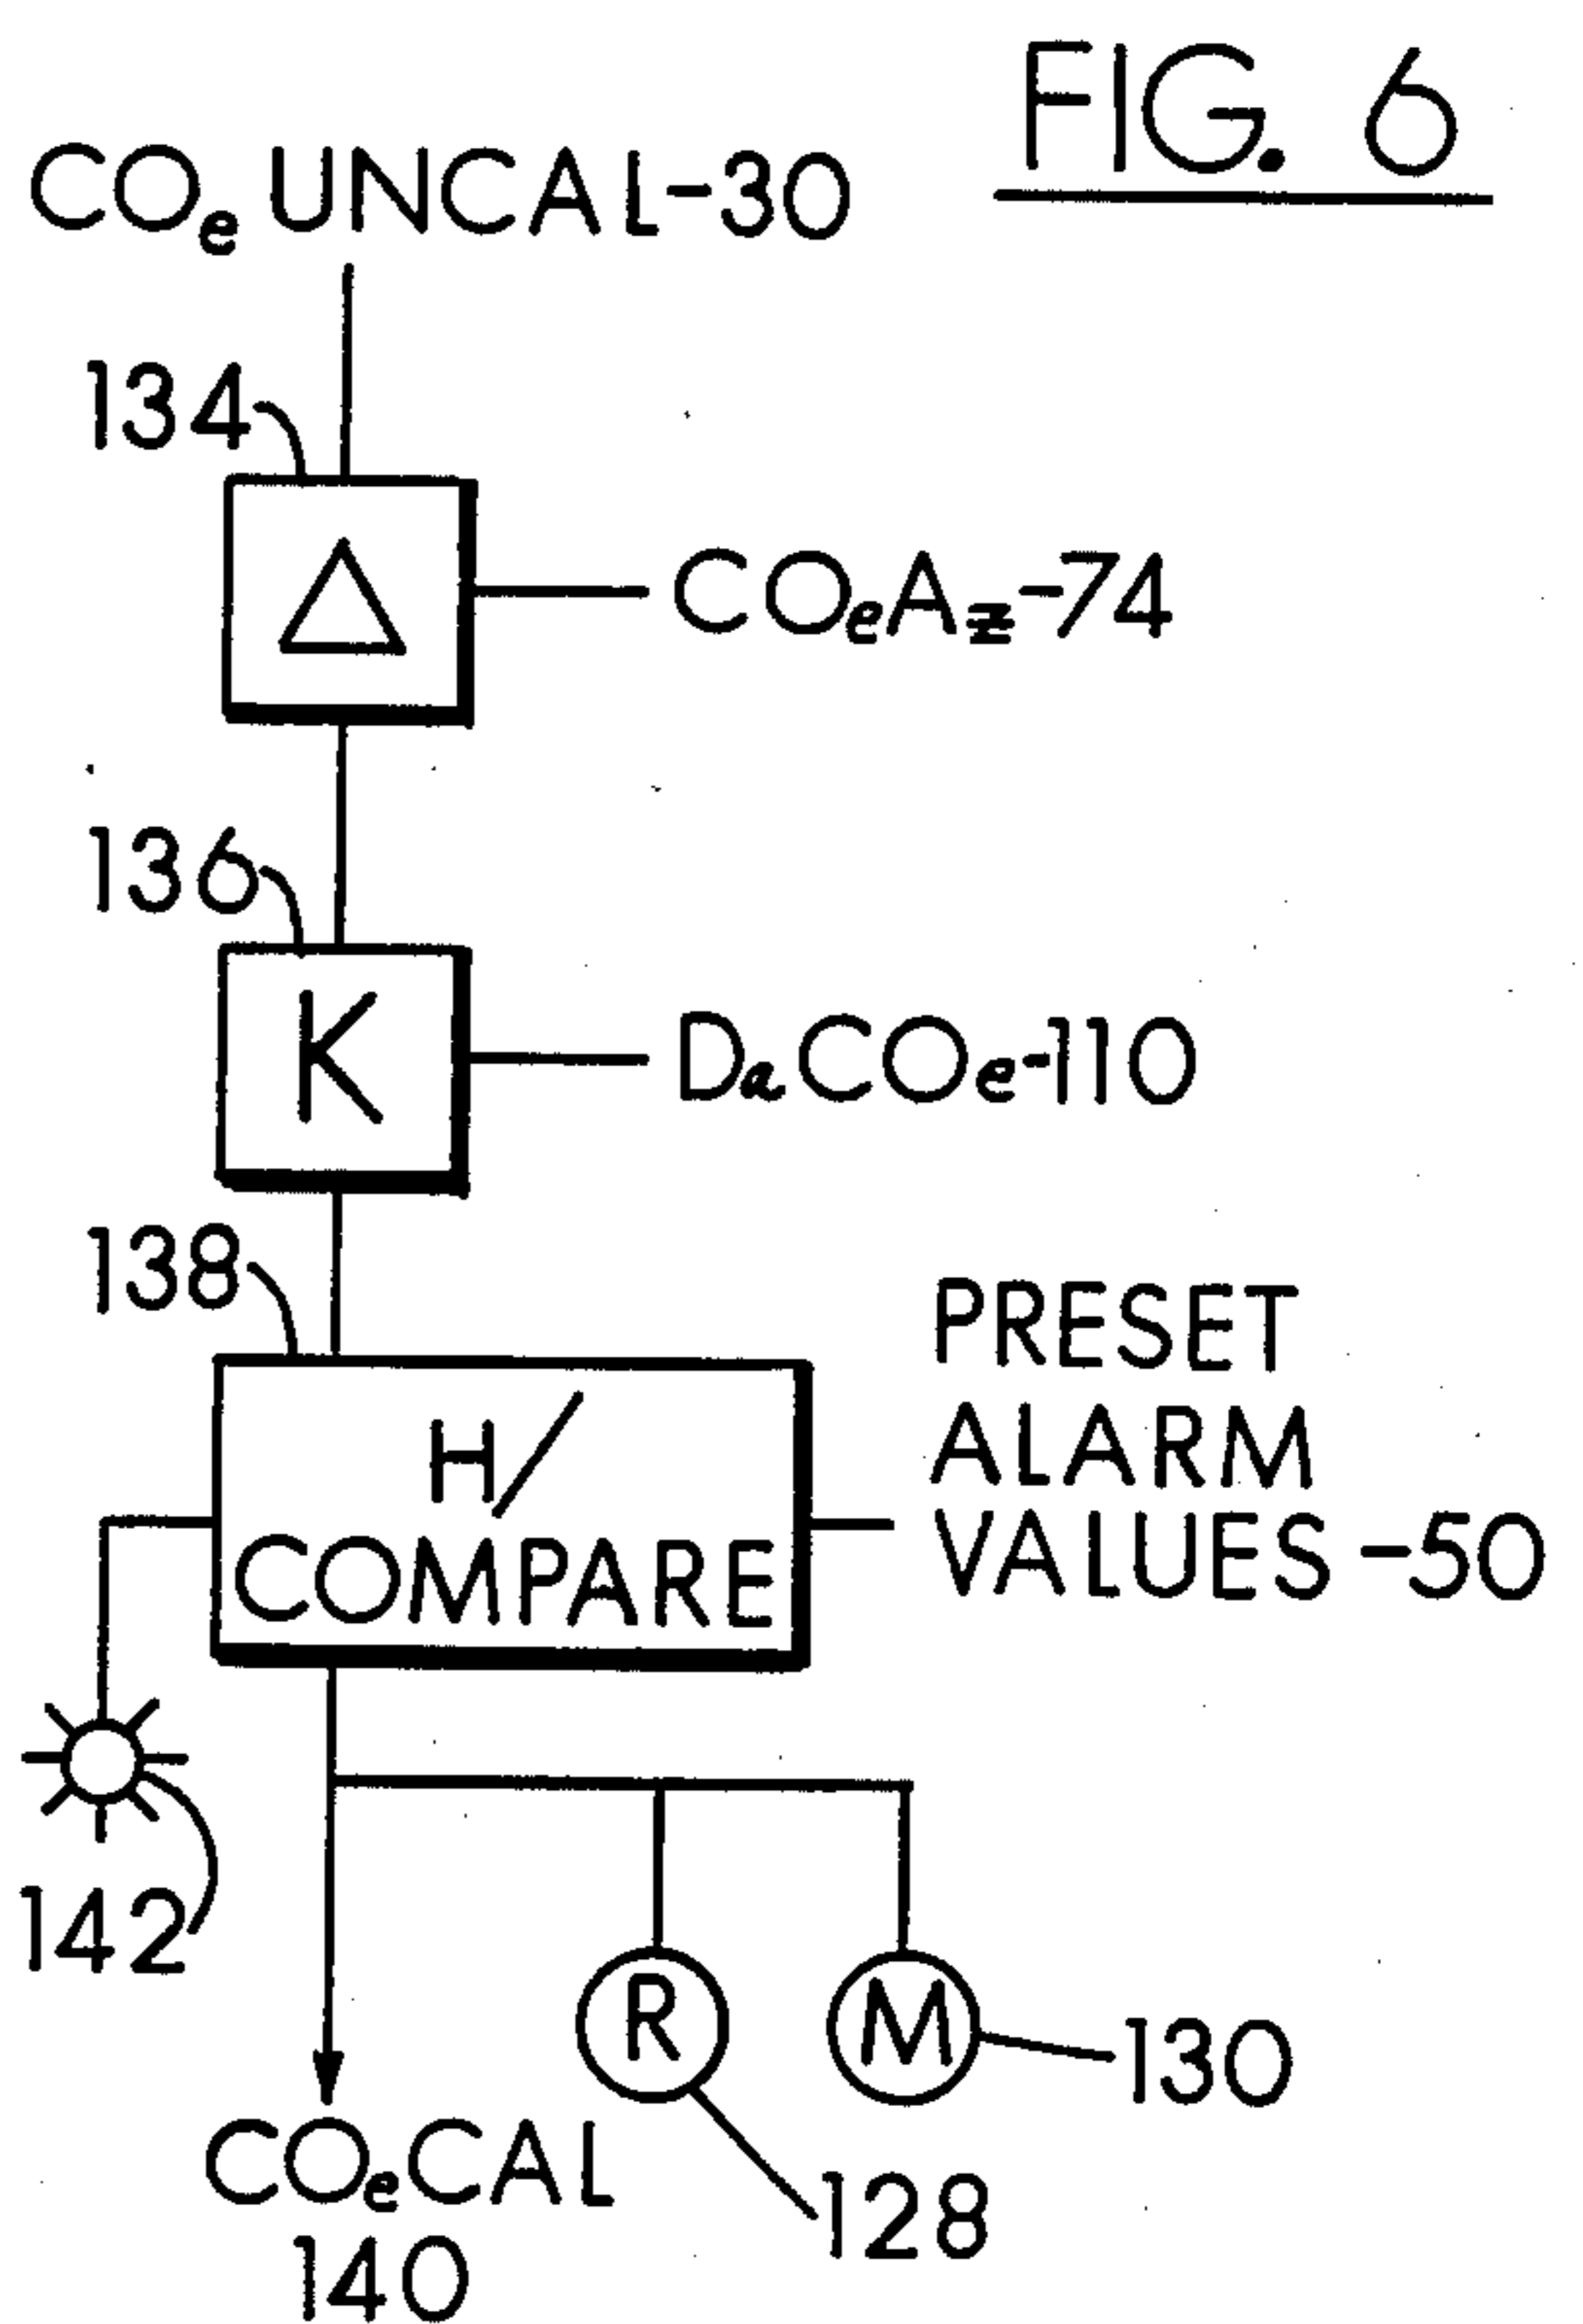 FIG. 6
COe UNCAL-30
134
Δ
COeAz-74
136
K
DaCOe-110
138
H/
COMPARE
PRESET
ALARM
VALUES -50
142
R
M
130
128
COeCAL
140